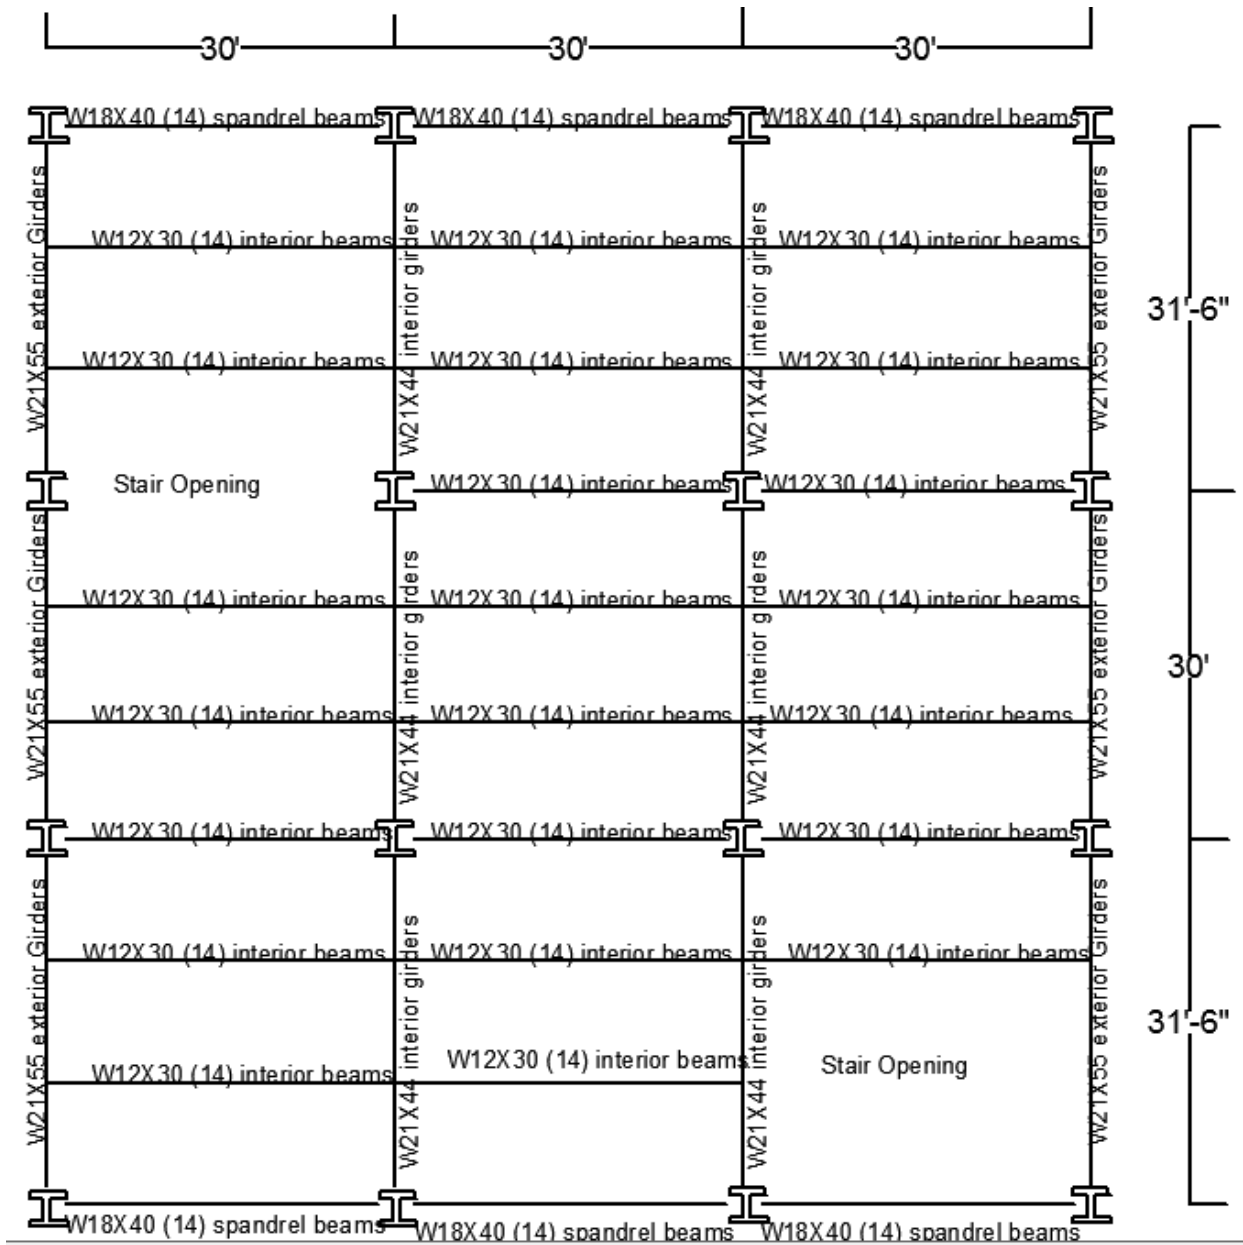 30' 30' 30'
W18X40 (14) spandrel beams W18X40 (14) spandrel beams W18X40 (14) spandrel beams
W21X55 exterior Girders
W21X44 interior girders
W21X44 interior girders
W21X55 exterior Girders
31'-6"
W12X30 (14) interior beams W12X30 (14) interior beams W12X30 (14) interior beams
W12X30 (14) interior beams W12X30 (14) interior beams W12X30 (14) interior beams
Stair Opening W12X30 (14) interior beams W12X30 (14) interior beams
W21X55 exterior Girders
W21X44 interior girders
W21X44 interior girders
W21X55 exterior Girders
30'
W12X30 (14) interior beams W12X30 (14) interior beams W12X30 (14) interior beams
W12X30 (14) interior beams W12X30 (14) interior beams W12X30 (14) interior beams
W12X30 (14) interior beams W12X30 (14) interior beams W12X30 (14) interior beams
W21X55 exterior Girders
W21X44 interior girders
W21X44 interior girders
W21X55 exterior Girders
31'-6"
W12X30 (14) interior beams W12X30 (14) interior beams W12X30 (14) interior beams
W12X30 (14) interior beams W12X30 (14) interior beams Stair Opening
W18X40 (14) spandrel beams W18X40 (14) spandrel beams W18X40 (14) spandrel beams